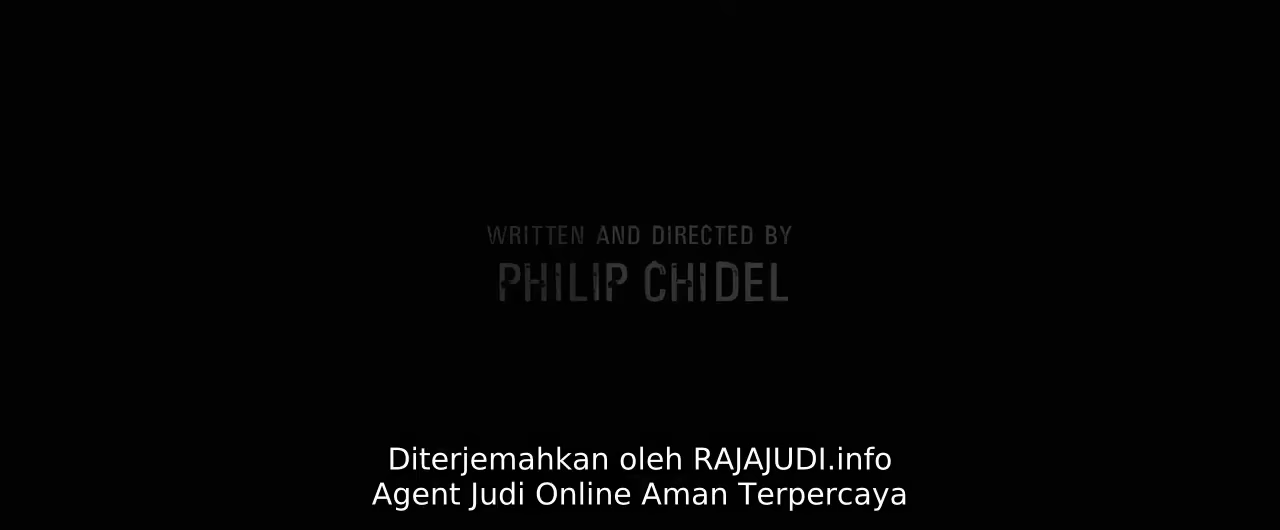 WRITTEN AND DIRECTED BY
PHILIP CHIDEL
Diterjemahkan oleh RAJAJUDI.info
Agent Judi Online Aman Terpercaya